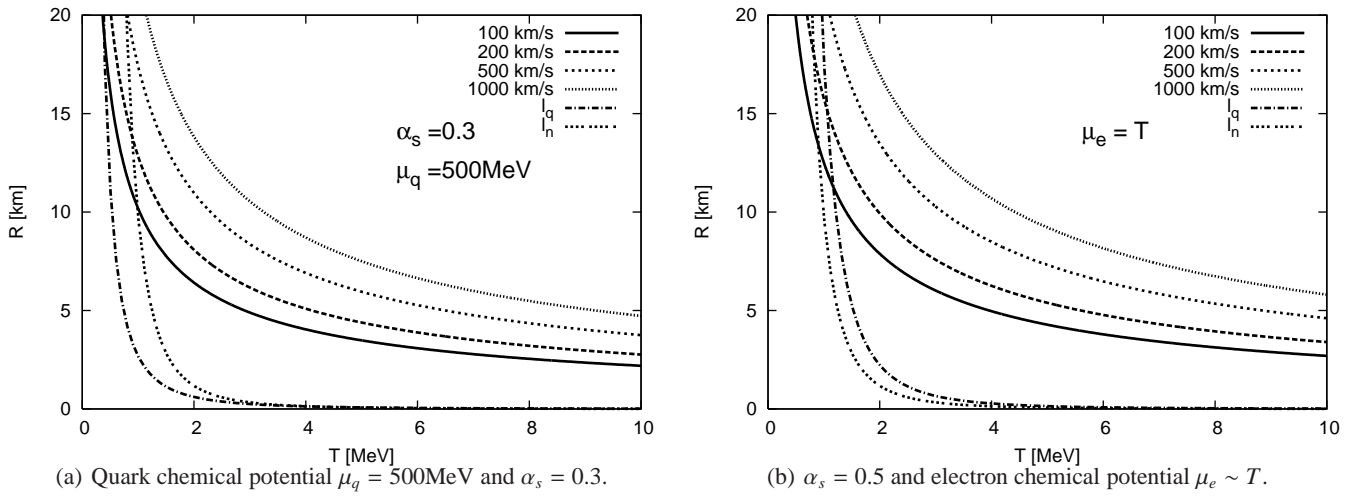 20
15
10
5
0
R [km]
0 2 4 6 8 10
T [MeV]
100 km/s
200 km/s
500 km/s
1000 km/s
l_q
l_n
α_s =0.3
μ_q =500MeV
(a) Quark chemical potential μ_q = 500MeV and α_s = 0.3.
20
15
10
5
0
R [km]
0 2 4 6 8 10
T [MeV]
100 km/s
200 km/s
500 km/s
1000 km/s
l_q
l_n
μ_e = T
(b) α_s = 0.5 and electron chemical potential μ_e ~ T.